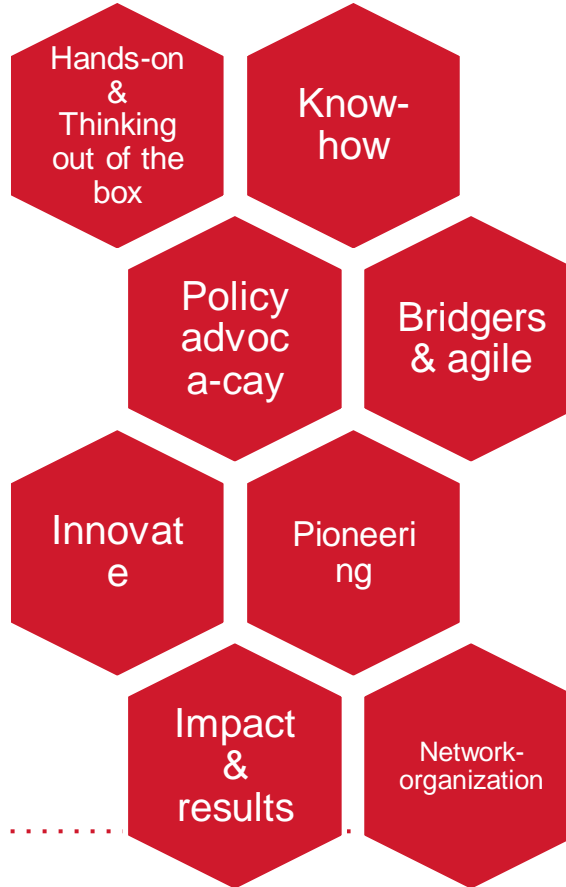 Hands-on
&
Thinking
out of the
box
Know-
how
Policy
advoc
a-cay
Bridgers
& agile
Innovat
e
Pioneeri
ng
Impact
&
results
Network-
organization